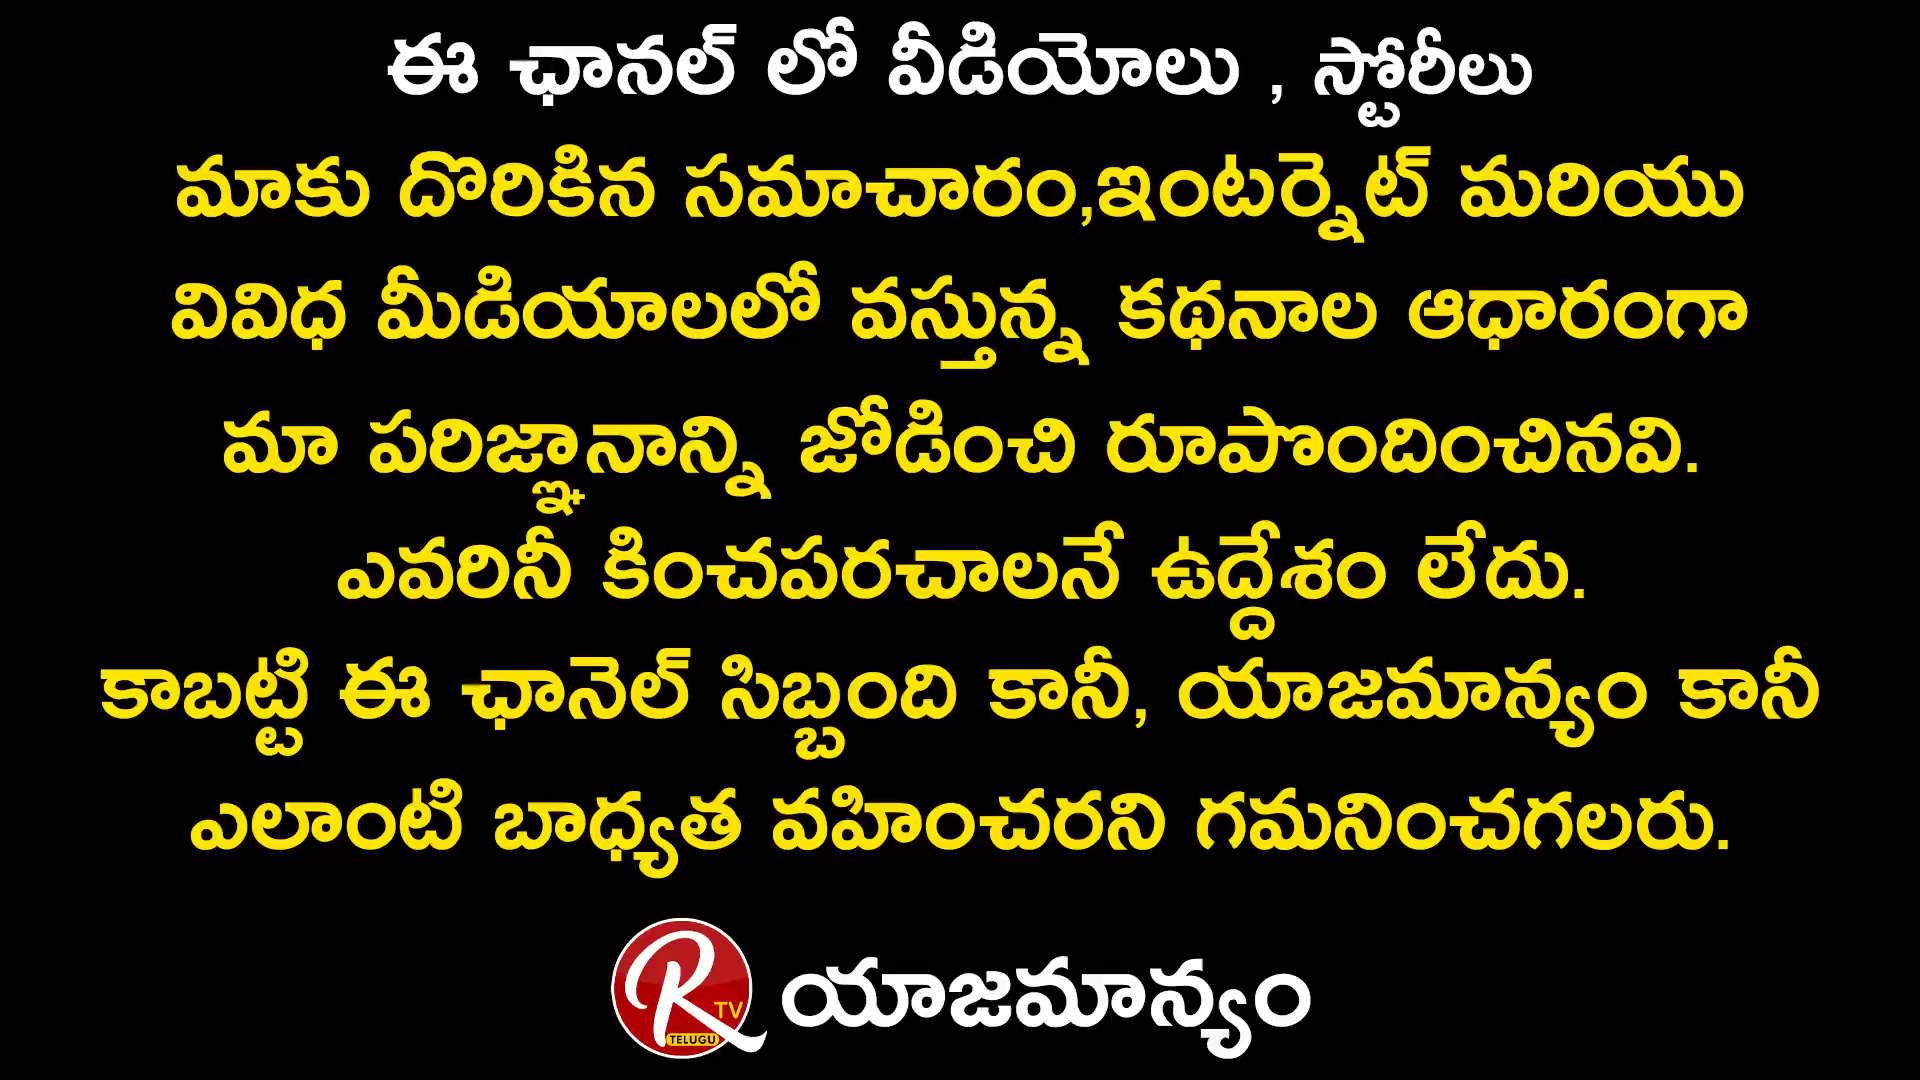 ఈ ఛానల్ లో వీడియోలు , స్టోరీలు
మాకు దొరికిన సమాచారం,ఇంటర్నెట్ మరియు
వివిధ మీడియాలలో వస్తున్న కథనాల ఆధారంగా
మా పరిజ్ఞానాన్ని జోడించి రూపొందించినవి.
ఎవరినీ కించపరచాలనే ఉద్దేశం లేదు.
కాబట్టి ఈ ఛానెల్ సిబ్బంది కానీ, యాజమాన్యం కానీ
ఎలాంటి బాధ్యత వహించరని గమనించగలరు.
R TV TELUGU యాజమాన్యం